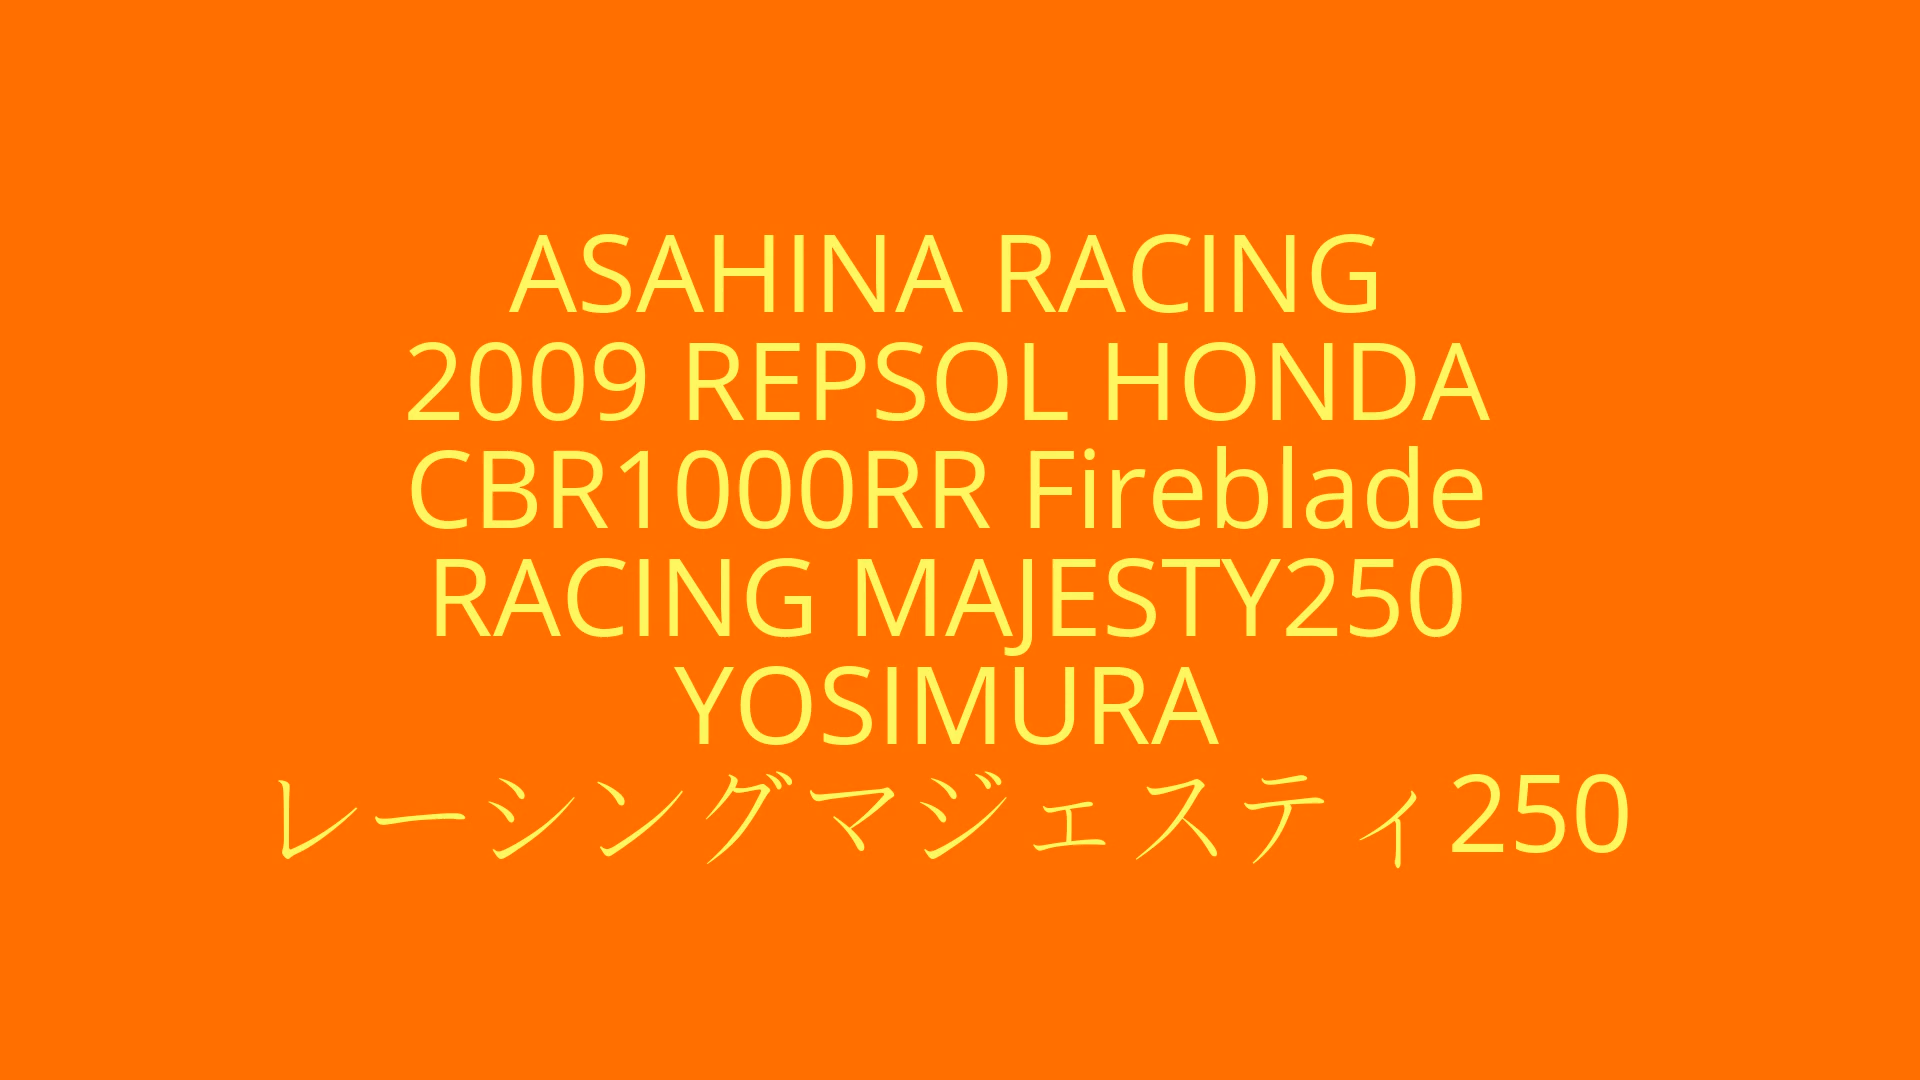 ASAHINA RACING
2009 REPSOL HONDA
CBR1000RR Fireblade
RACING MAJESTY250
YOSIMURA
レーシングマジェスティ250